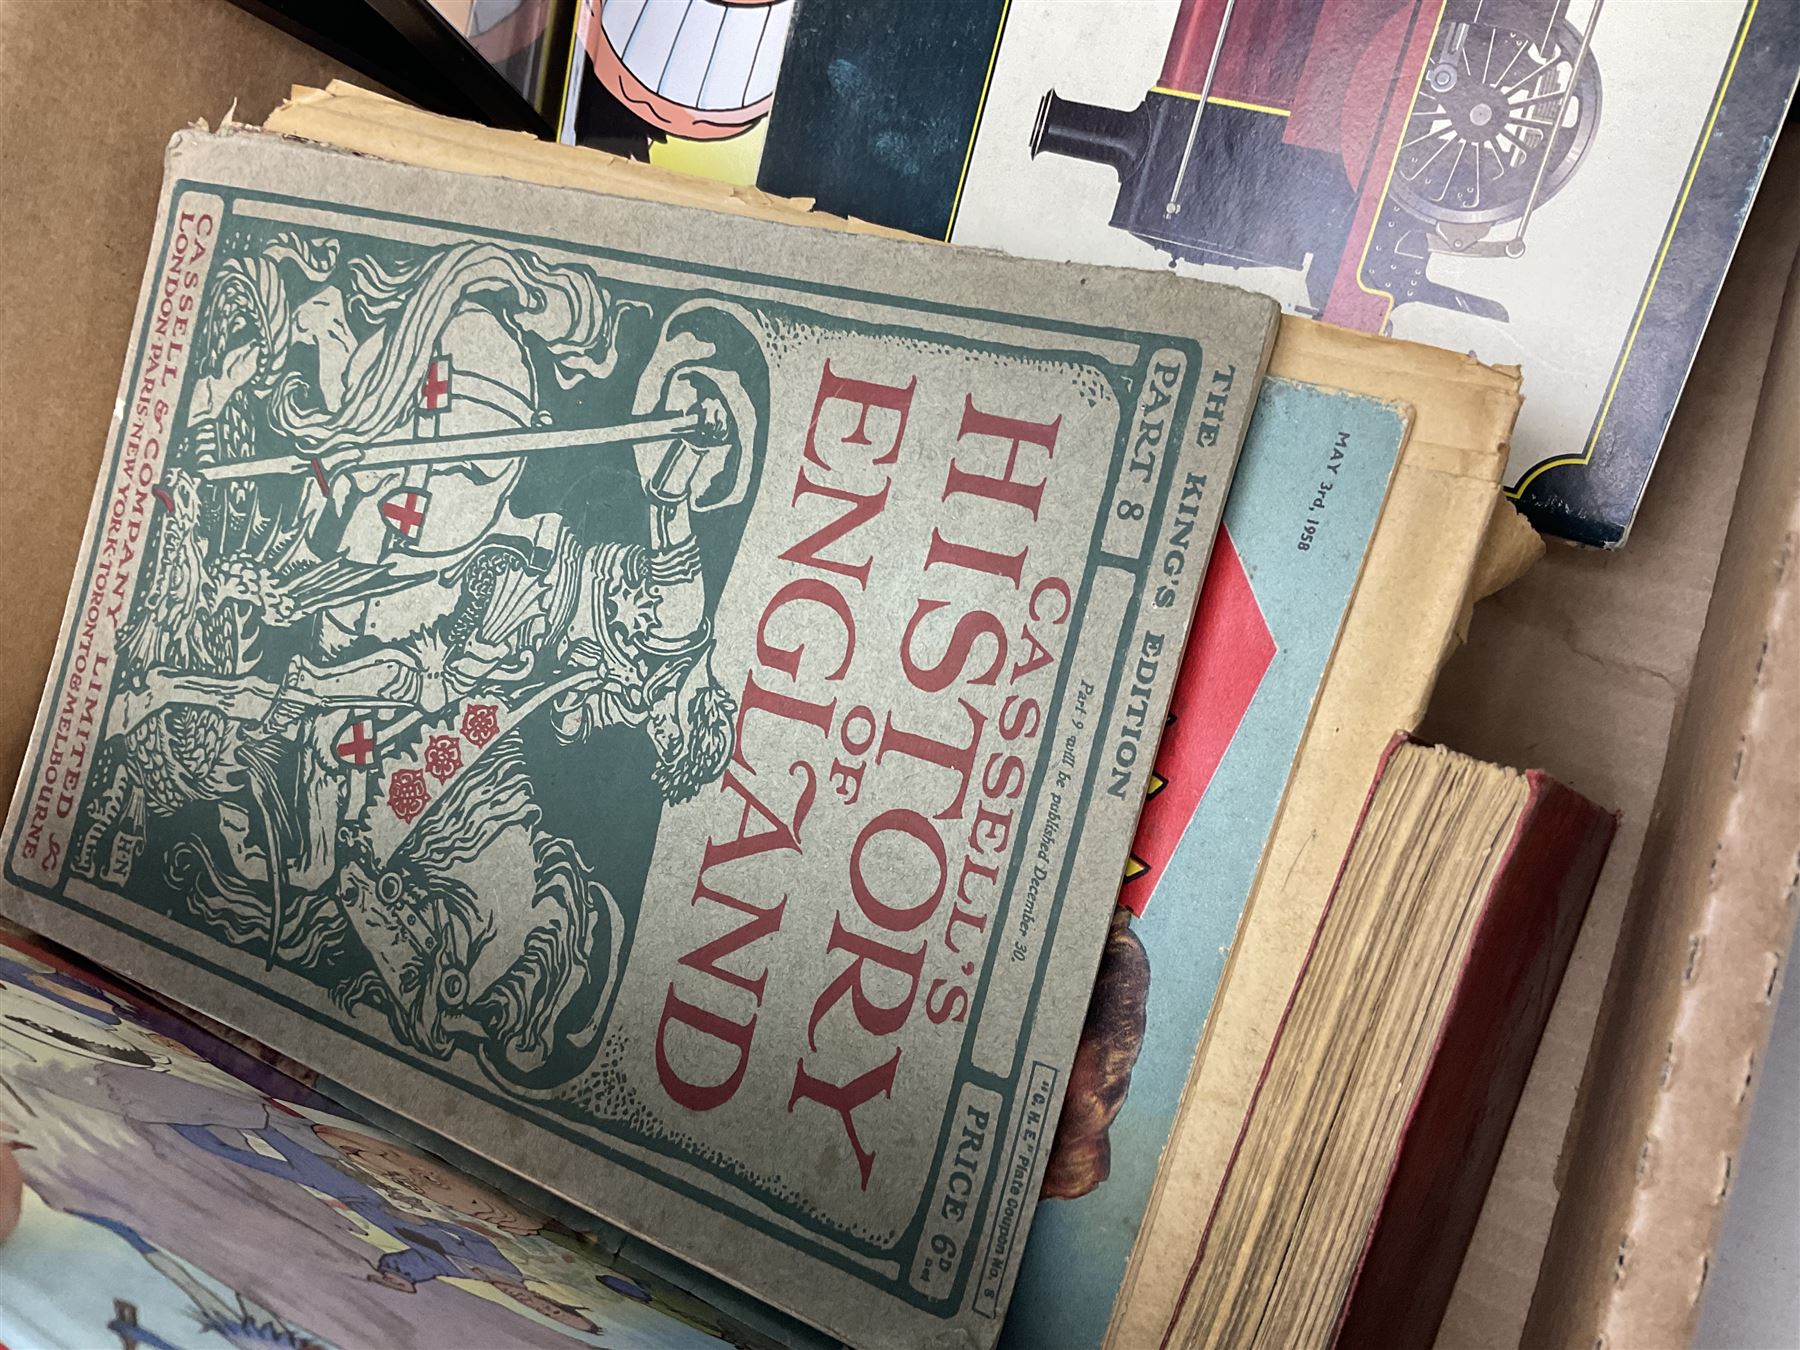 THE KING'S EDITION
"C.H.E." Plate Coupon No. 8
PART 8
Part 9 will be published December 30.
PRICE 6D net
CASSELL'S
HISTORY
OF
ENGLAND
H·N
CASSELL & COMPANY LIMITED
LONDON·PARIS·NEW YORK·TORONTO & MELBOURNE
MAY 3rd, 1958